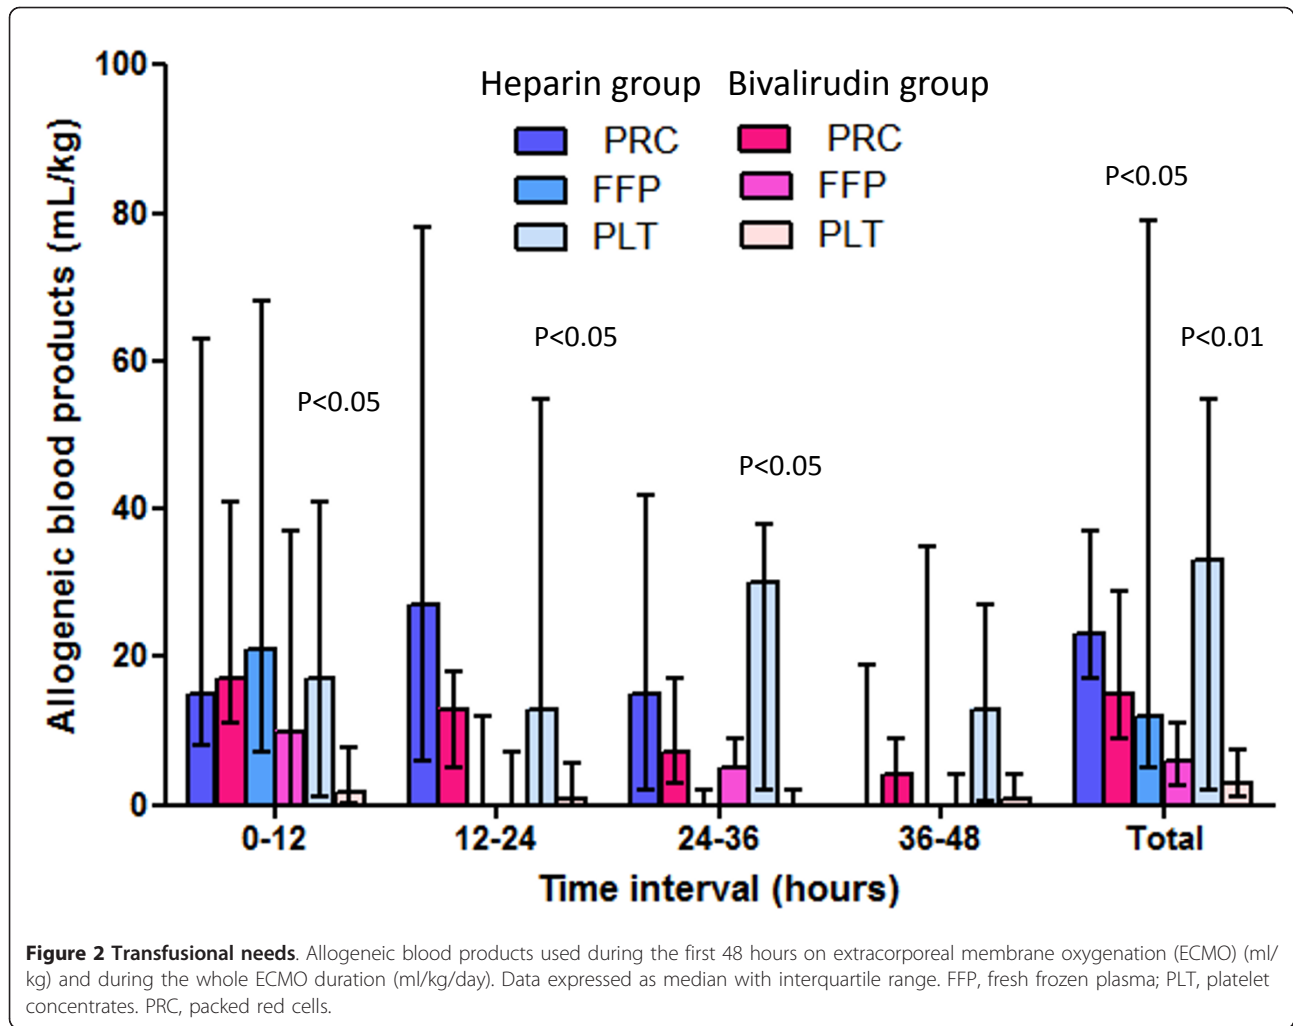 Allogeneic blood products (mL/kg)
100
80
60
40
20
0
Heparin group Bivalirudin group
PRC PRC
FFP FFP
PLT PLT
P<0.05
P<0.05
P<0.05
P<0.05
P<0.01
0-12 12-24 24-36 36-48 Total
Time interval (hours)
Figure 2 Transfusional needs. Allogeneic blood products used during the first 48 hours on extracorporeal membrane oxygenation (ECMO) (ml/
kg) and during the whole ECMO duration (ml/kg/day). Data expressed as median with interquartile range. FFP, fresh frozen plasma; PLT, platelet
concentrates. PRC, packed red cells.